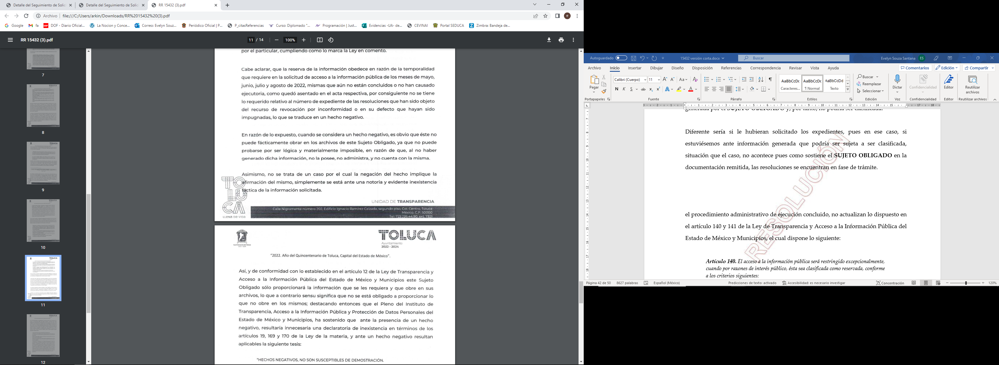 Detalle del Seguimiento de Solic
Detalle del Seguimiento de Solic
RR 15432 (3).pdf
Archivo
file:///C:/Users/arkin/Downloads/RR%2015432%20(3).pdf
e
Google
fa
DOF - Diario Oficial...
La Nocion y Conce...
Correo: Evelyn Souz...
Periódico Oficial | P...
P_citasReferencias
Curso: Diplomado "...
Programación | Just...
Evidencias -UA- de...
CEVINAI
Portal SEDUCA
Zimbra: Bandeja de...
RR 15432 (3).pdf
11 / 14
100%
7
8
9
10
11
12
por el particular, cumpliendo como lo marca la Ley en comento.
Cabe aclarar, que la reserva de la información obedece en razón de la temporalidad
que requiere en la solicitud de acceso a la información pública de los meses de mayo,
junio, julio y agosto de 2022, mismas que aún no están concluidos o no han causado
ejecutoria, como quedó asentado en el acta respectiva, por consiguiente no se tiene
lo requerido relativo al número de expediente de las resoluciones que han sido objeto
del recurso de revocación por inconformidad o en su defecto que hayan sido
impugnadas, lo que se traduce en un hecho negativo.
En razón de lo expuesto, cuando se considera un hecho negativo, es obvio que éste no
puede fácticamente obrar en los archivos de este Sujeto Obligado, ya que no puede
probarse por ser lógica y materialmente imposible, en razón de que, al no haber
generado dicha información, no la posee, no administra, y no cuenta con la misma.
Asimismo, no se trata de un caso por el cual la negación del hecho implique la
afirmación del mismo, simplemente se está ante una notoria y evidente inexistencia
fáctica de la información solicitada.
TO
LU
CA
LLENA DE VIDA
UNIDAD DE TRANSPARENCIA
Calle Nigromante número 202, Edificio Ignacio Ramírez Calzada, segundo piso, Col. Centro, Toluca
México. C.P. 50000
Tel: 722.226.44.90, ext. 7321
TOLUCA
Ayuntamiento
2022 - 2024
"2022. Año del Quincentenario de Toluca, Capital del Estado de México".
Así, y de conformidad con lo establecido en el artículo 12 de la Ley de Transparencia y
Acceso a la Información Pública del Estado de México y Municipios este Sujeto
Obligado sólo proporcionará la información que se les requiera y que obre en sus
archivos, lo que a contrario sensu significa que no se está obligado a proporcionar lo
que no obre en los mismos; destacando entonces que el Pleno del Instituto de
Transparencia, Acceso a la Información Pública y Protección de Datos Personales del
Estado de México y Municipios, ha sostenido que ante la presencia de un hecho
negativo, resultaría innecesaria una declaratoria de inexistencia en términos de los
artículos 19, 169 y 170 de la Ley de la materia, y ante un hecho negativo resultan
aplicables la siguiente tesis:
"HECHOS NEGATIVOS, NO SON SUSCEPTIBLES DE DEMOSTRACIÓN.
Autoguardado
15432 versión corta.docx
Buscar
Evelyn Souza Santana
ES
Archivo
Inicio
Insertar
Dibujar
Diseño
Disposición
Referencias
Correspondencia
Revisar
Vista
Ayuda
Comentarios
Edición
Compartir
Pegar
Calibri (Cuerpo)
11
AaBbCcDc
AaBbCcDc
AaBbCcDd
Caracteres...
¶ Normal
Texto
Buscar
Reemplazar
Seleccionar
Dictar
Confidencialidad
Editor
Reutilizar
archivos
Portapapeles
Fuente
Párrafo
Estilos
Edición
Voz
Confidencialidad
Editor
Reutilizar archivos
generada por el SUJETO OBLIGADO y, por tanto, no podría ser clasificada.
Diferente sería si le hubieran solicitado los expedientes, pues en ese caso, si
estuviésemos ante información generada que podría ser sujeta a ser clasificada,
situación que el caso, no acontece pues como sostiene el SUJETO OBLIGADO en la
documentación remitida, las resoluciones se encuentran en fase de trámite.
RESOLUCIÓN
el procedimiento administrativo de ejecución concluido, no actualizan lo dispuesto en
el artículo 140 y 141 de la Ley de Transparencia y Acceso a la Información Pública del
Estado de México y Municipios, el cual dispone lo siguiente:
Artículo 140. El acceso a la información pública será restringido excepcionalmente,
cuando por razones de interés público, ésta sea clasificada como reservada, conforme
a los criterios siguientes:
Página 42 de 50
8627 palabras
Español (México)
Predicciones de texto: activado
Accesibilidad: es necesario investigar
Concentración
120%